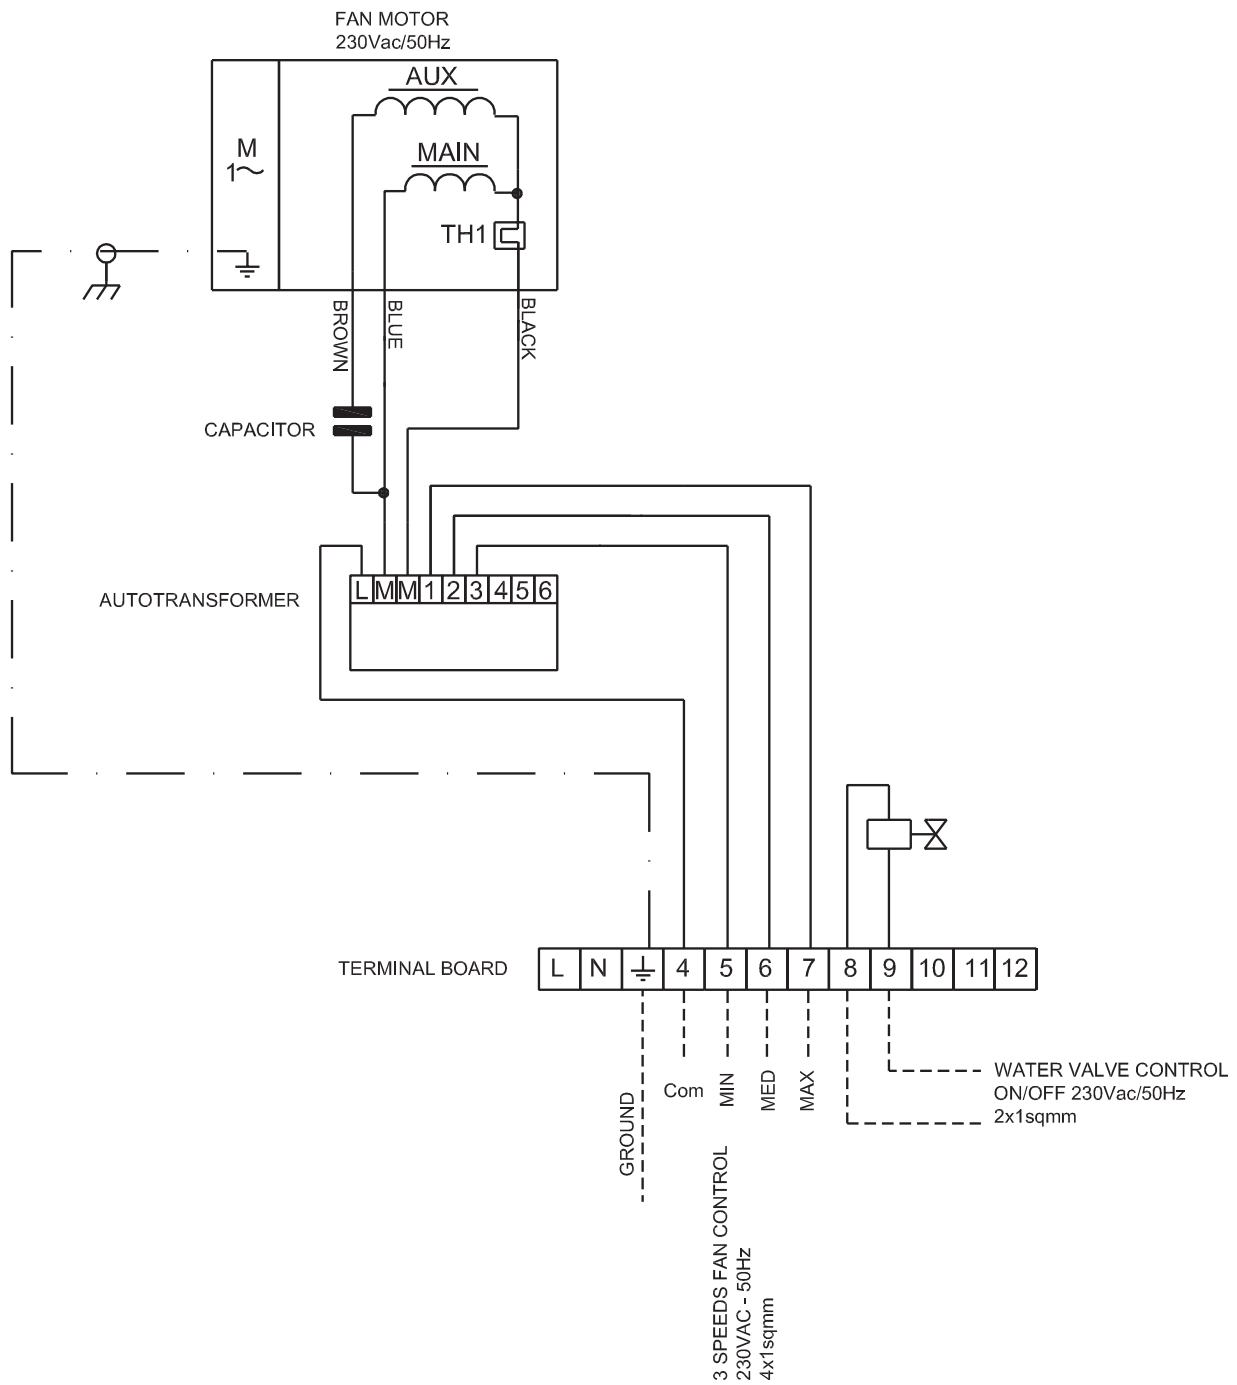 FAN MOTOR
230Vac/50Hz
AUX
M
1~
MAIN
TH1
BROWN
BLUE
BLACK
CAPACITOR
AUTOTRANSFORMER
L M M 1 2 3 4 5 6
TERMINAL BOARD
L N 4 5 6 7 8 9 10 11 12
GROUND
Com
MIN
MED
MAX
WATER VALVE CONTROL
ON/OFF 230Vac/50Hz
2x1sqmm
3 SPEEDS FAN CONTROL
230VAC - 50Hz
4x1sqmm